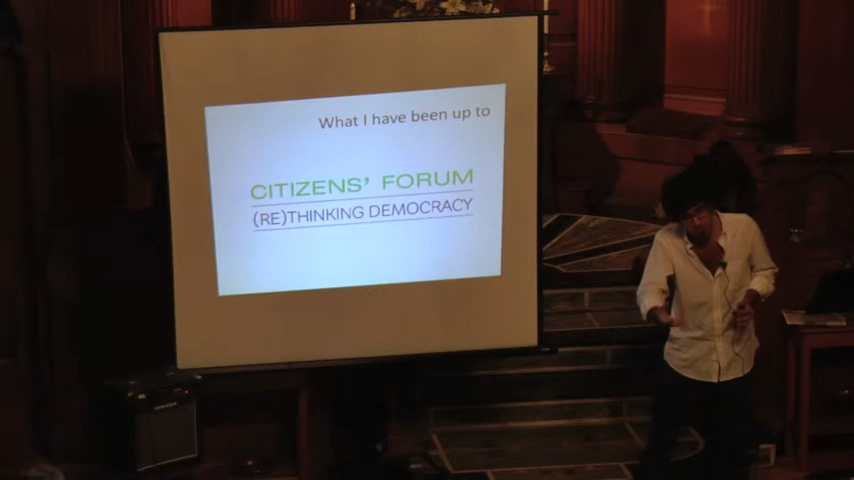 What I have been up to
CITIZENS' FORUM
(RE)THINKING DEMOCRACY